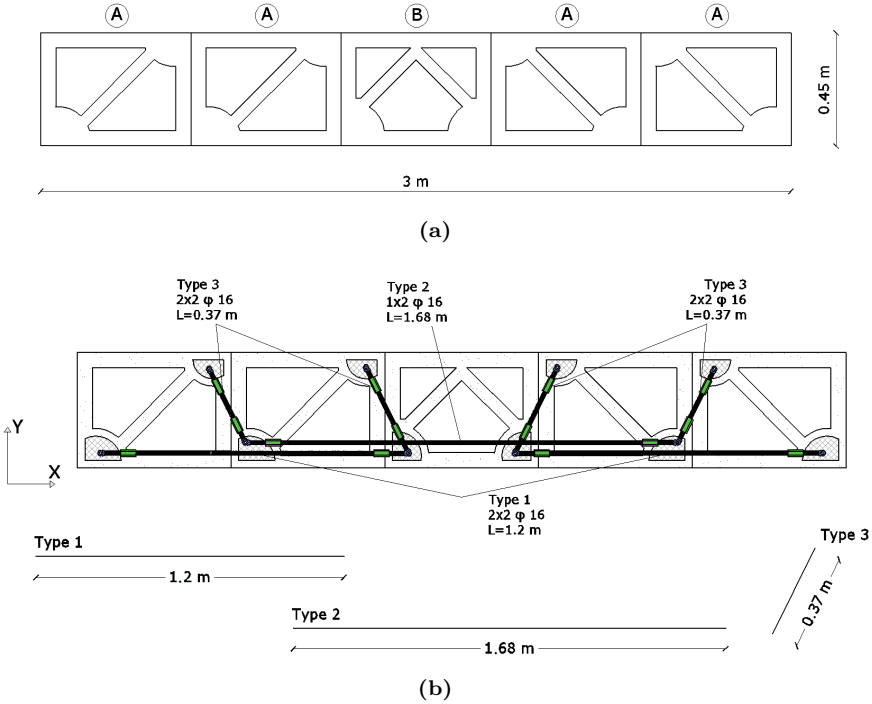 A A B A A
0.45 m
3 m
(a)
Type 3
2x2 φ 16
L=0.37 m
Type 2
1x2 φ 16
L=1.68 m
Type 3
2x2 φ 16
L=0.37 m
Y
X
Type 1
2x2 φ 16
L=1.2 m
Type 1
1.2 m
Type 2
1.68 m
Type 3
0.37 m
(b)